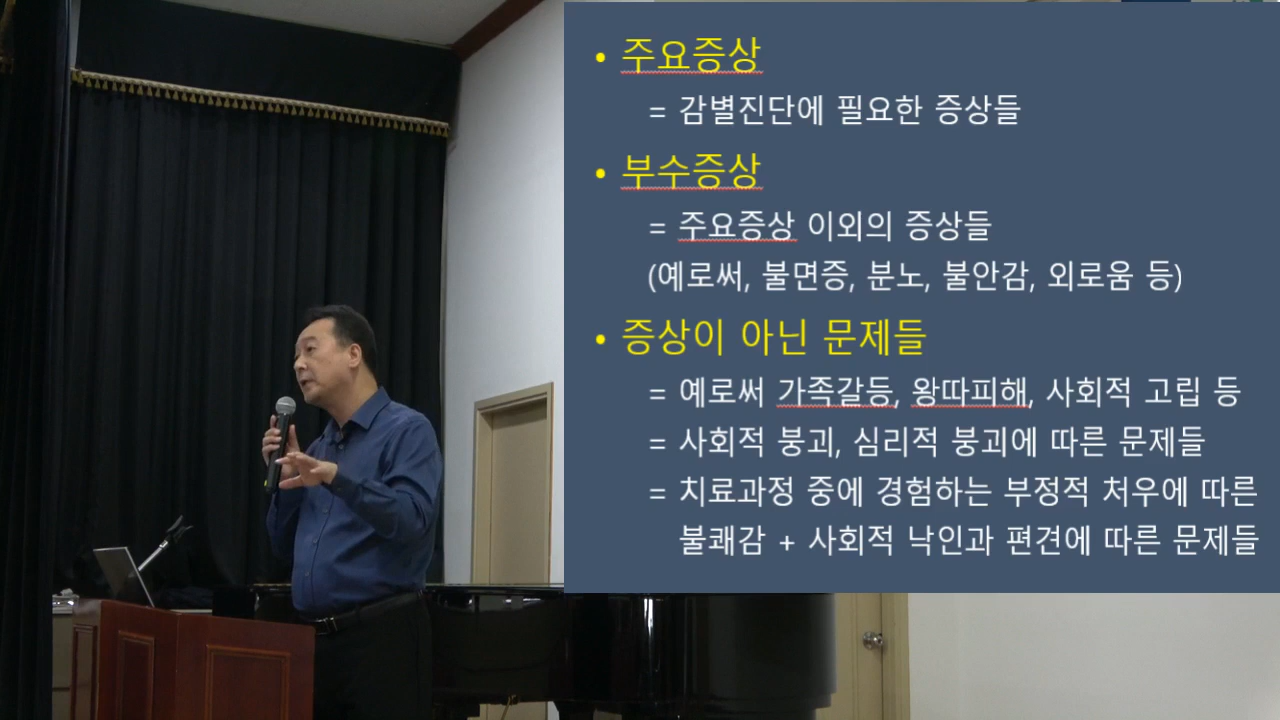 • 주요증상
= 감별진단에 필요한 증상들
• 부수증상
= 주요증상 이외의 증상들
(예로써, 불면증, 분노, 불안감, 외로움 등)
• 증상이 아닌 문제들
= 예로써 가족갈등, 왕따피해, 사회적 고립 등
= 사회적 붕괴, 심리적 붕괴에 따른 문제들
= 치료과정 중에 경험하는 부정적 처우에 따른
불쾌감 + 사회적 낙인과 편견에 따른 문제들